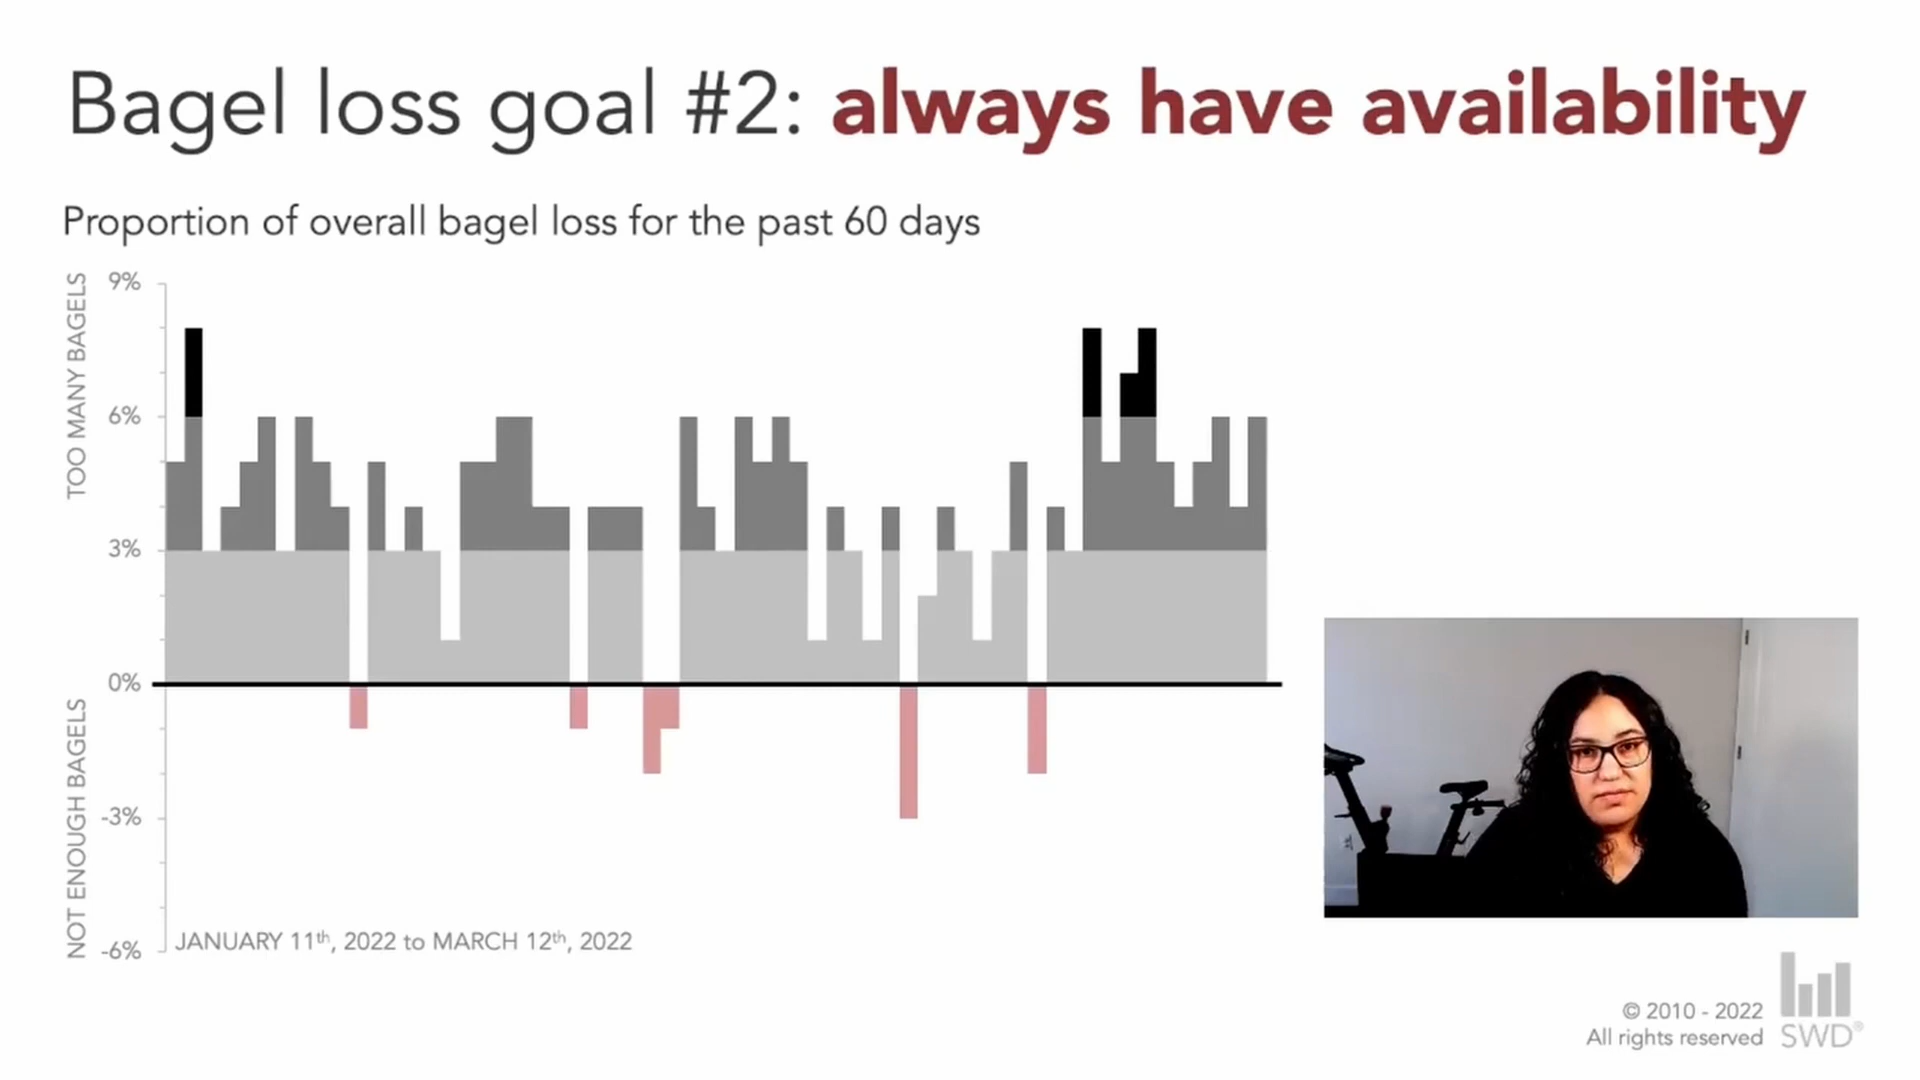 Bagel loss goal #2: always have availability
Proportion of overall bagel loss for the past 60 days
TOO MANY BAGELS
9%
6%
3%
0%
NOT ENOUGH BAGELS
-3%
-6%
JANUARY 11th, 2022 to MARCH 12th, 2022
© 2010 - 2022
All rights reserved
SWD®